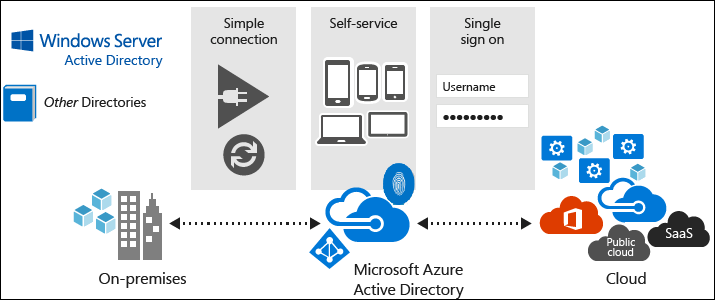 Windows Server
Active Directory
Other Directories
Simple
connection
Self-service
Single
sign on
Username
●●●●●●●●●
On-premises
Microsoft Azure
Active Directory
Public
cloud
SaaS
Cloud